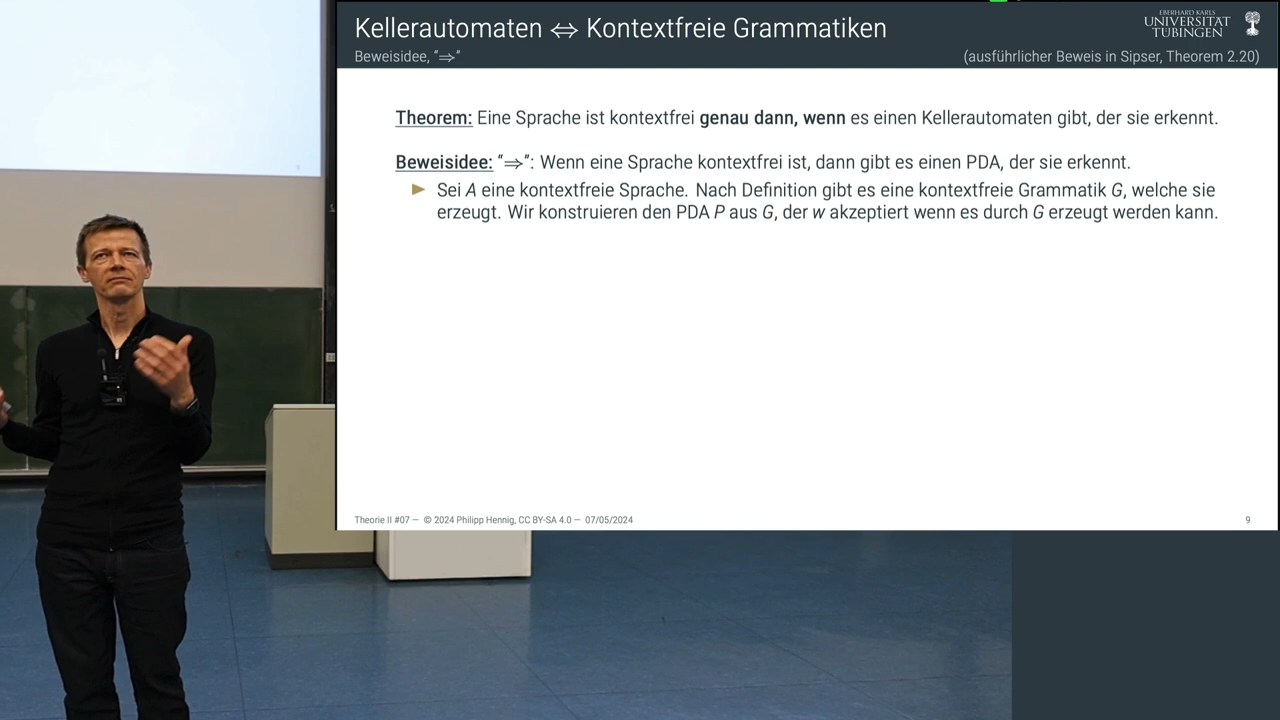 Kellerautomaten ⇔ Kontextfreie Grammatiken
Beweisidee, "⇒"
(ausführlicher Beweis in Sipser, Theorem 2.20)
EBERHARD KARLS
UNIVERSITÄT
TÜBINGEN
Theorem: Eine Sprache ist kontextfrei genau dann, wenn es einen Kellerautomaten gibt, der sie erkennt.
Beweisidee: "⇒": Wenn eine Sprache kontextfrei ist, dann gibt es einen PDA, der sie erkennt.
Sei A eine kontextfreie Sprache. Nach Definition gibt es eine kontextfreie Grammatik G, welche sie
erzeugt. Wir konstruieren den PDA P aus G, der w akzeptiert wenn es durch G erzeugt werden kann.
Theorie II #07 — © 2024 Philipp Hennig, CC BY-SA 4.0 — 07/05/2024
9